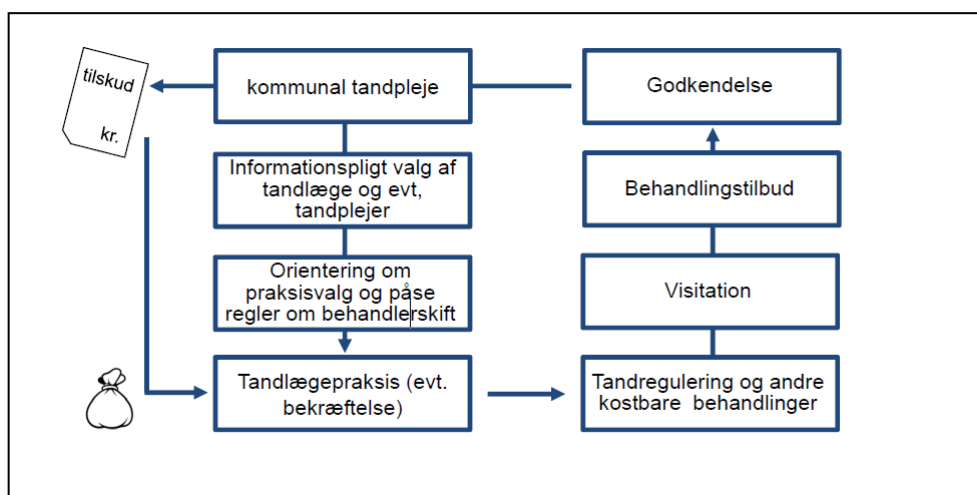 tilskud
kr.
kommunal tandpleje
Informationspligt valg af
tandlæge og evt,
tandplejer
Orientering om
praksisvalg og påse
regler om behandlerskift
Tandlægepraksis (evt.
bekræftelse)
Godkendelse
Behandlingstilbud
Visitation
Tandregulering og andre
kostbare behandlinger